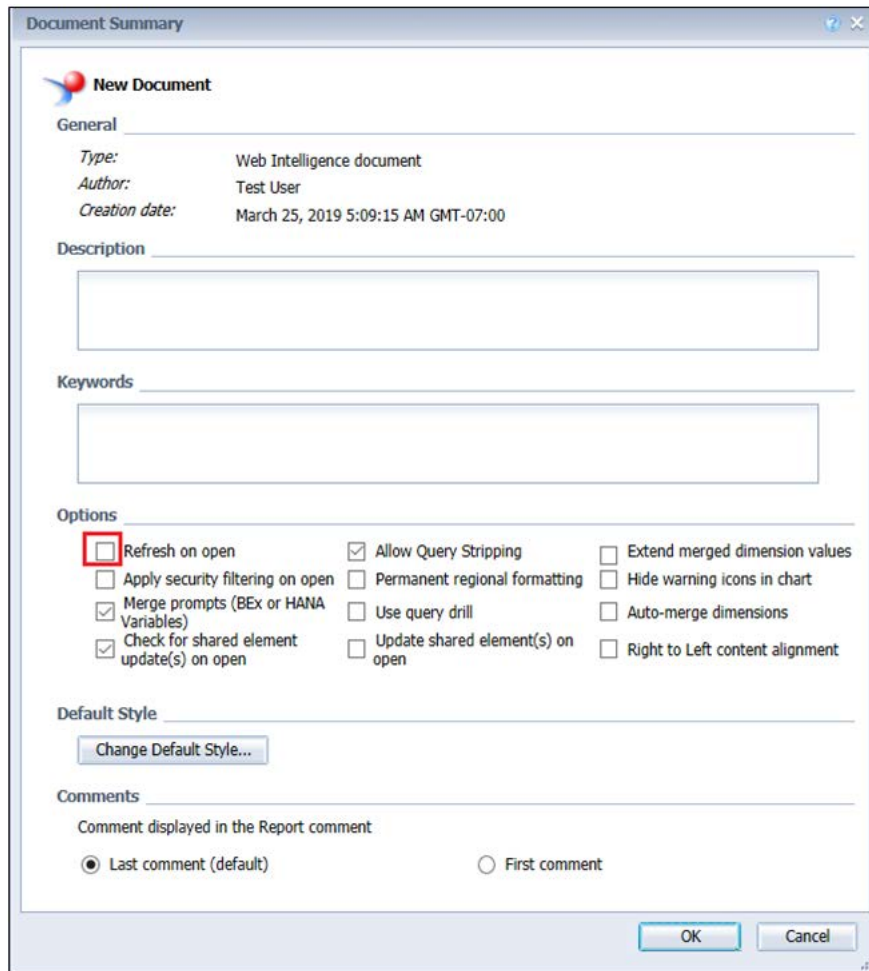 Document Summary
New Document
General
Type: Web Intelligence document
Author: Test User
Creation date: March 25, 2019 5:09:15 AM GMT-07:00
Description
Keywords
Options
Refresh on open Allow Query Stripping Extend merged dimension values
Apply security filtering on open Permanent regional formatting Hide warning icons in chart
Merge prompts (BEx or HANA
Variables) Use query drill Auto-merge dimensions
Check for shared element
update(s) on open Update shared element(s) on
open Right to Left content alignment
Default Style
Change Default Style...
Comments
Comment displayed in the Report comment
Last comment (default) First comment
OK Cancel